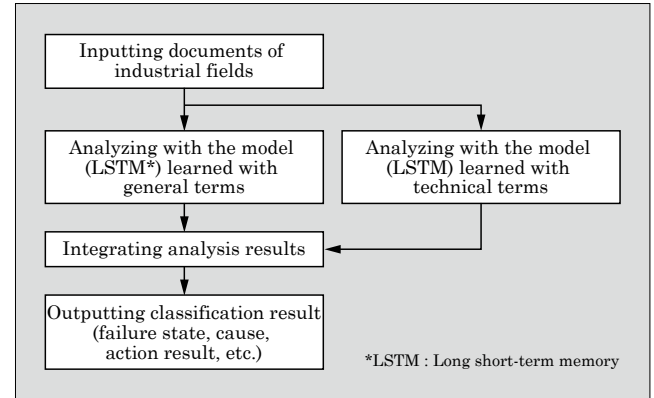 Inputting documents of
industrial fields
Analyzing with the model
(LSTM*) learned with
general terms
Analyzing with the model
(LSTM) learned with
technical terms
Integrating analysis results
Outputting classification result
(failure state, cause,
action result, etc.)
*LSTM : Long short-term memory